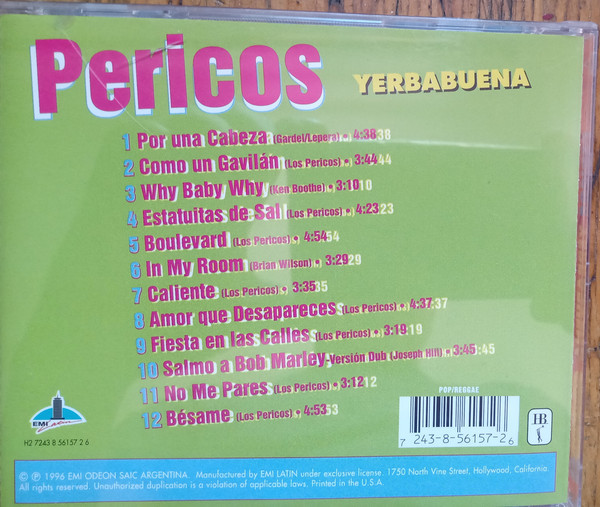 Pericos
YERBABUENA
1 Por una Cabeza (Gardel/Lepera) • 4:38
2 Como un Gavilán (Los Pericos) • 3:44
3 Why Baby Why (Ken Boothe) • 3:10
4 Estatuitas de Sal (Los Pericos) • 4:23
5 Boulevard (Los Pericos) • 4:54
6 In My Room (Brian Wilson) • 3:29
7 Caliente (Los Pericos) • 3:35
8 Amor que Desapareces (Los Pericos) • 4:37
9 Fiesta en las Calles (Los Pericos) • 3:19
10 Salmo a Bob Marley-Versión Dub (Joseph Hill) • 3:45
11 No Me Pares (Los Pericos) • 3:12
12 Bésame (Los Pericos) • 4:53
EMI Latin
H2 7243 8 56157 2 6
POP/REGGAE
7 243-8-56157-2 6
HB
© ℗ 1996 EMI ODEON SAIC ARGENTINA. Manufactured by EMI LATIN under exclusive license. 1750 North Vine Street, Hollywood, California.
All rights reserved. Unauthorized duplication is a violation of applicable laws. Printed in the U.S.A.